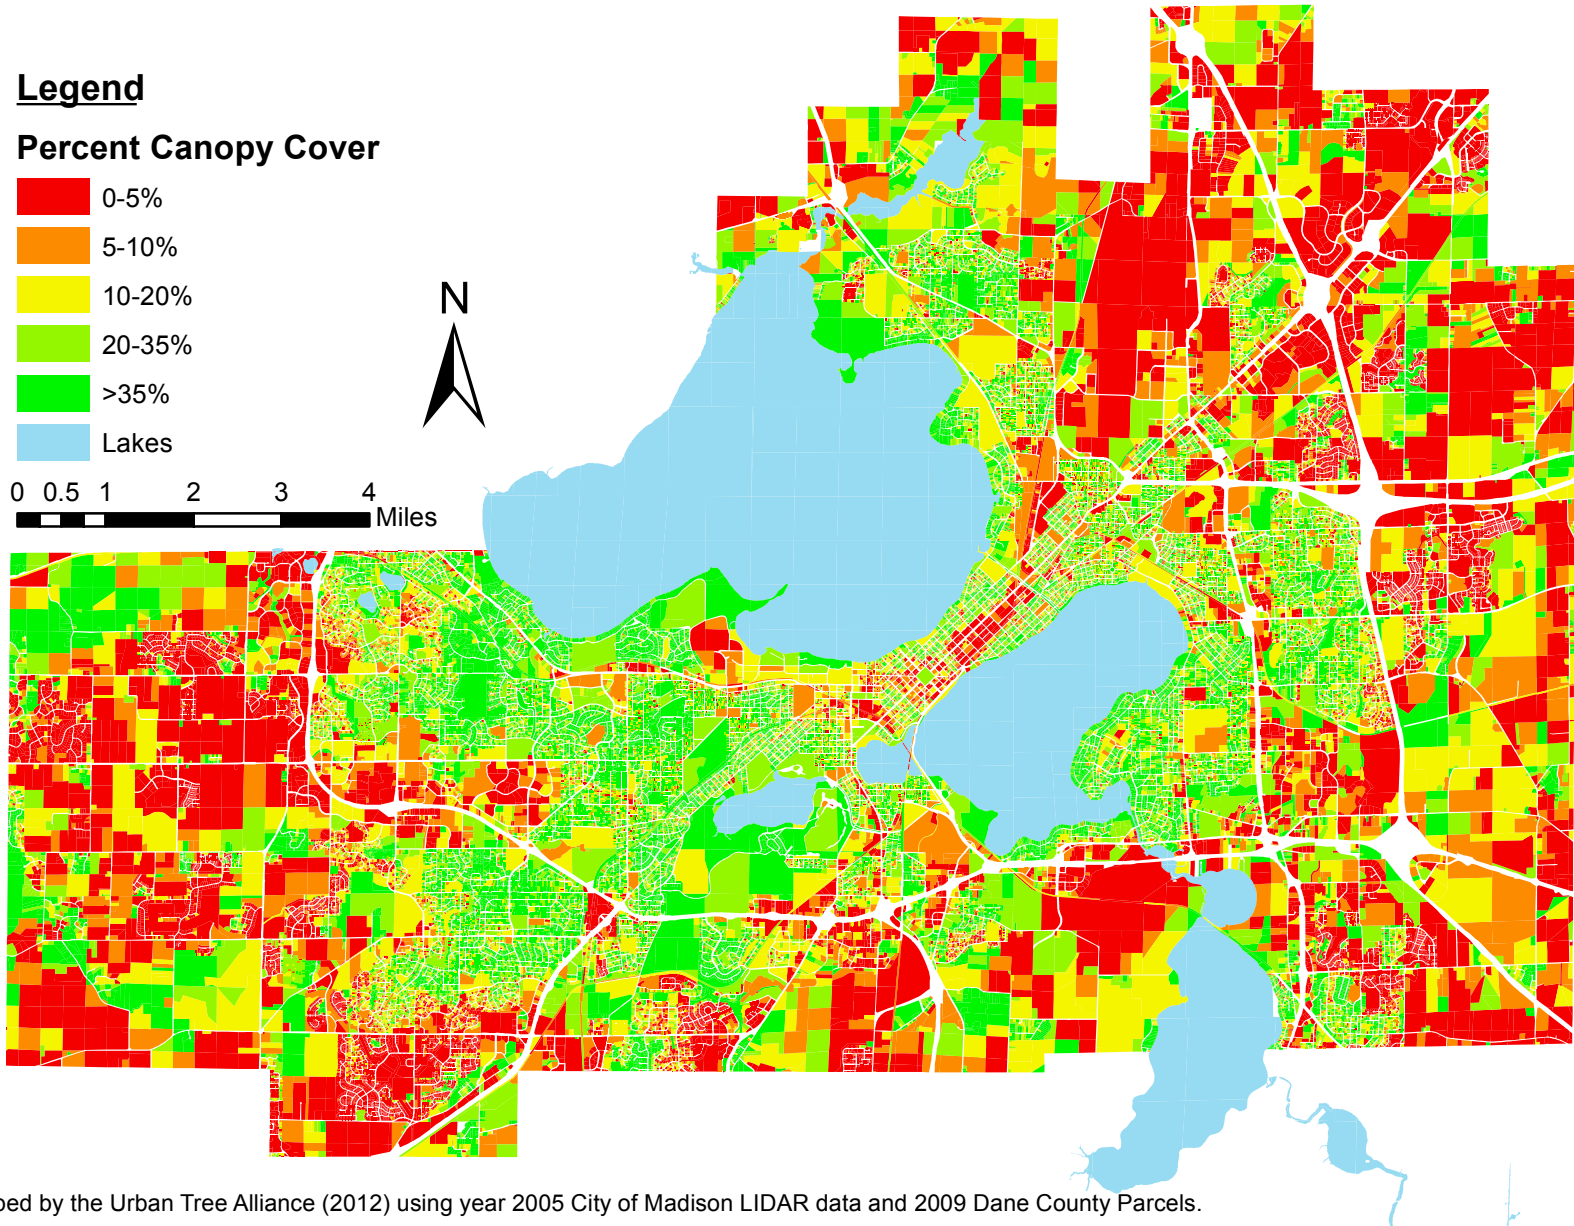 Legend
Percent Canopy Cover
0-5%
5-10%
10-20%
20-35%
>35%
Lakes
0 0.5 1 2 3 4
Miles
N
by the Urban Tree Alliance (2012) using year 2005 City of Madison LIDAR data and 2009 Dane County Parcels.